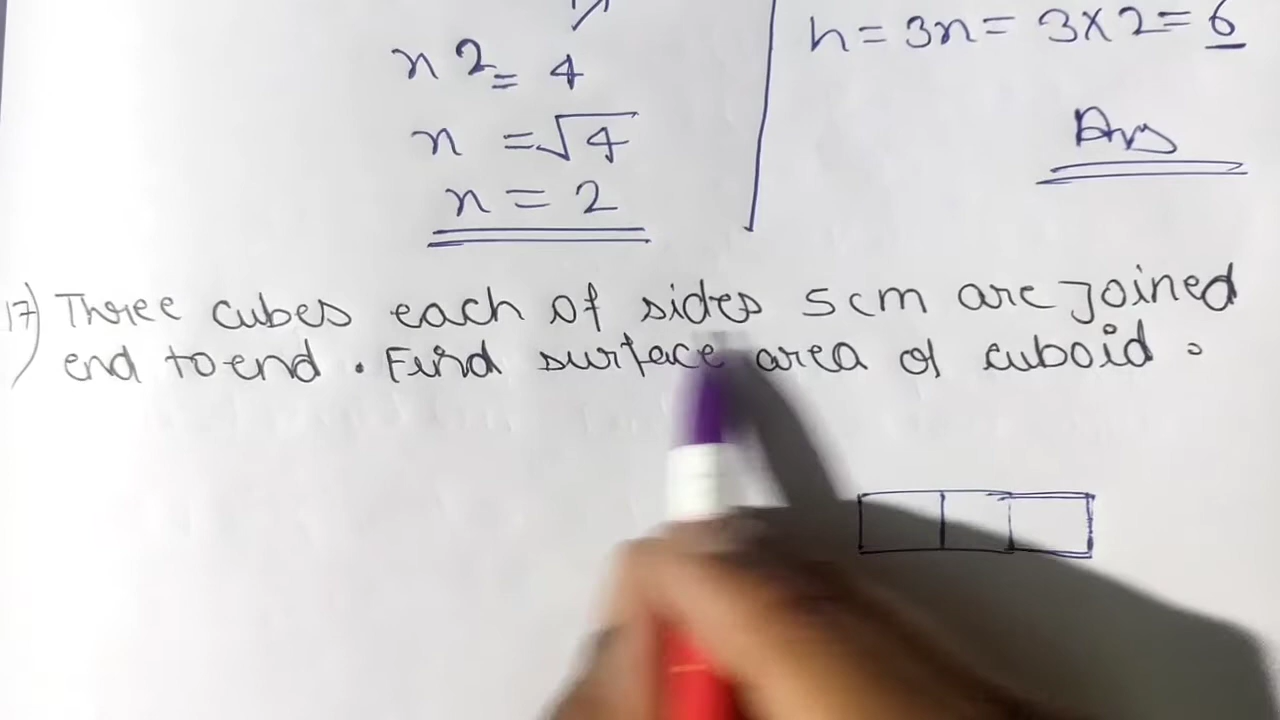 n2 = 4
n = √4
n = 2
h = 3n = 3×2 = 6
Ans
17) Three cubes each of sides 5cm are joined
end to end. Find surface area of cuboid.